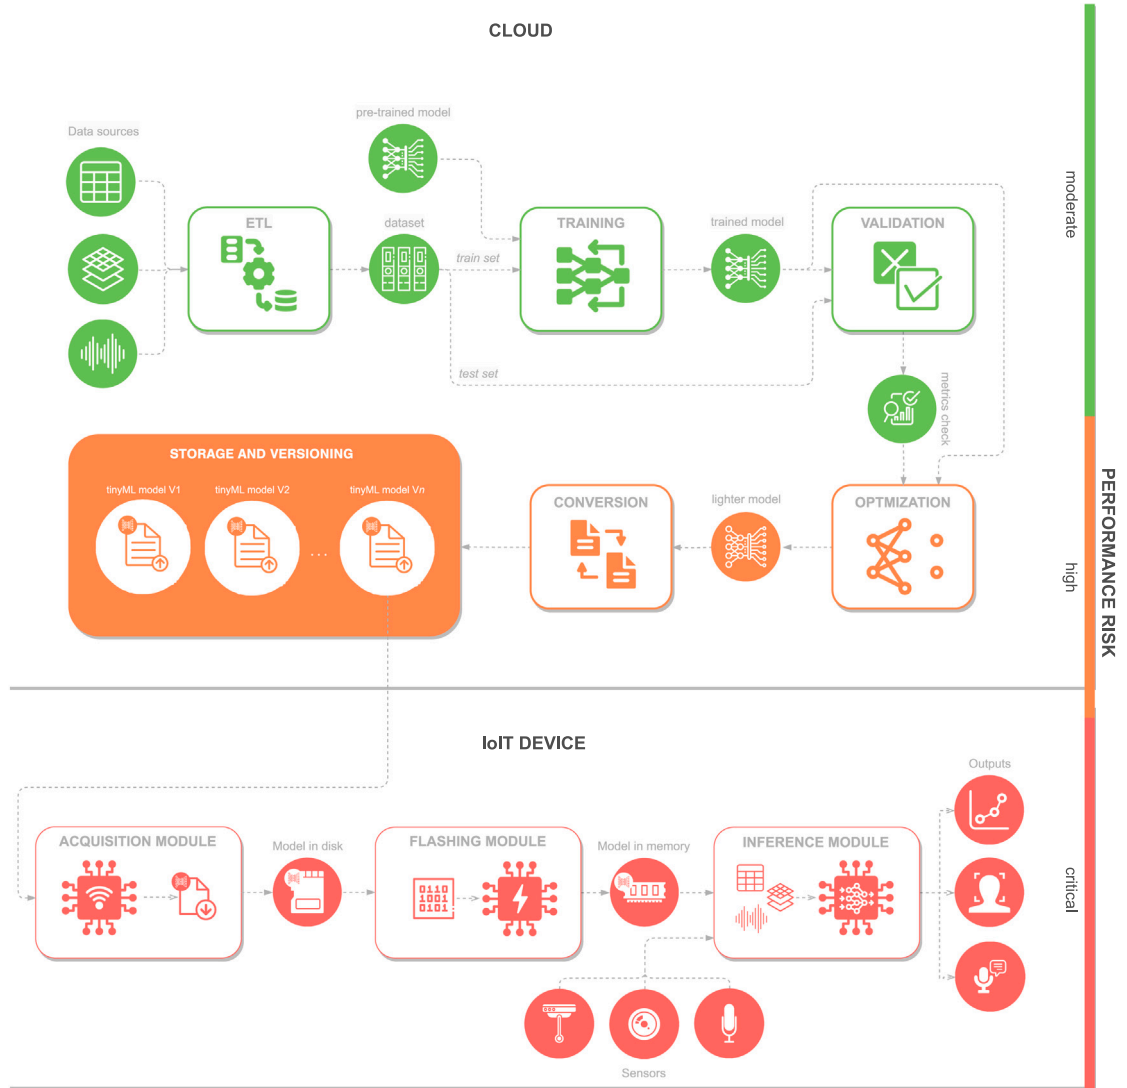 CLOUD
pre-trained model
Data sources
ETL
dataset
TRAINING
trained model
VALIDATION
train set
test set
metrics check
moderate
STORAGE AND VERSIONING
tinyML model V1
tinyML model V2
tinyML model Vn
...
CONVERSION
lighter model
OPTMIZATION
high
PERFORMANCE RISK
IoIT DEVICE
Outputs
ACQUISITION MODULE
Model in disk
FLASHING MODULE
Model in memory
INFERENCE MODULE
0110
1001
0101
critical
Sensors